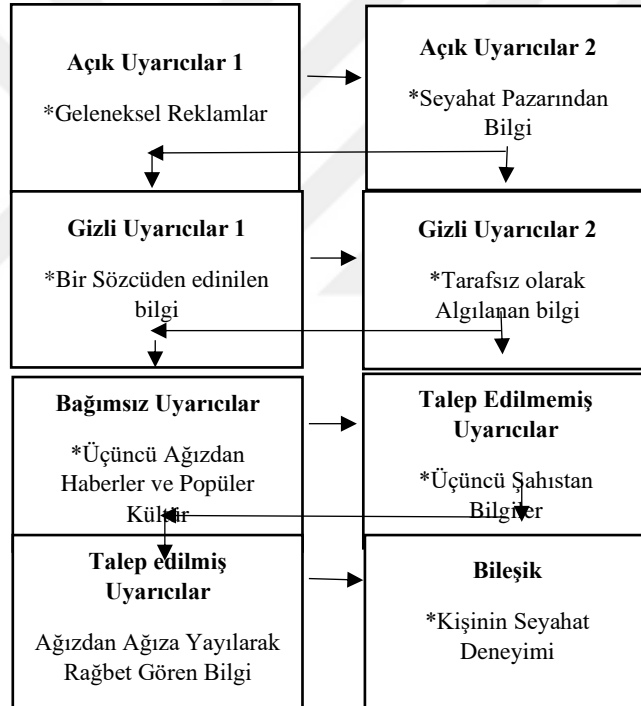 Açık Uyarıcılar 1
*Geleneksel Reklamlar
Açık Uyarıcılar 2
*Seyahat Pazarından
Bilgi
Gizli Uyarıcılar 1
*Bir Sözcüden edinilen
bilgi
Gizli Uyarıcılar 2
*Tarafsız olarak
Algılanan bilgi
Bağımsız Uyarıcılar
*Üçüncü Ağızdan
Haberler ve Popüler
Kültür
Talep Edilmemiş
Uyarıcılar
*Üçüncü Şahıstan
Bilgiler
Talep edilmiş
Uyarıcılar
Ağızdan Ağıza Yayılarak
Rağbet Gören Bilgi
Bileşik
*Kişinin Seyahat
Deneyimi